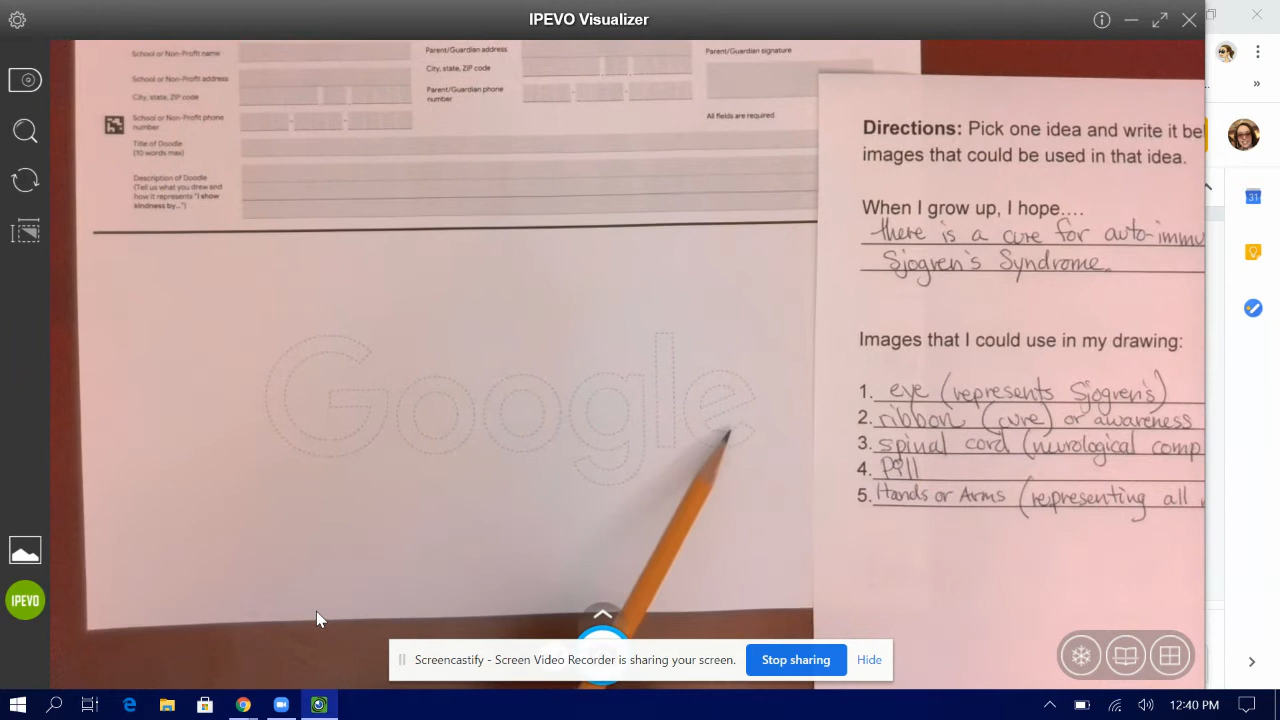 IPEVO Visualizer
School or Non-Profit name
School or Non-Profit address
City, state, ZIP code
School or Non-Profit phone
number
Title of Doodle
(10 words max)
Description of Doodle
(Tell us what you drew and
how it represents "I show
kindness by...")
Parent/Guardian address
City, state, ZIP code
Parent/Guardian phone
number
Parent/Guardian signature
All fields are required
Google
Directions: Pick one idea and write it be
images that could be used in that idea.
When I grow up, I hope....
there is a cure for auto-immu
Sjogren's Syndrome.
Images that I could use in my drawing:
1. eye (represents Sjogren's)
2. ribbon (cure) or awareness
3. spinal cord (neurological comp
4. Pill
5. Hands or Arms (representing all
31
IPEVO
Screencastify - Screen Video Recorder is sharing your screen.
Stop sharing
Hide
12:40 PM